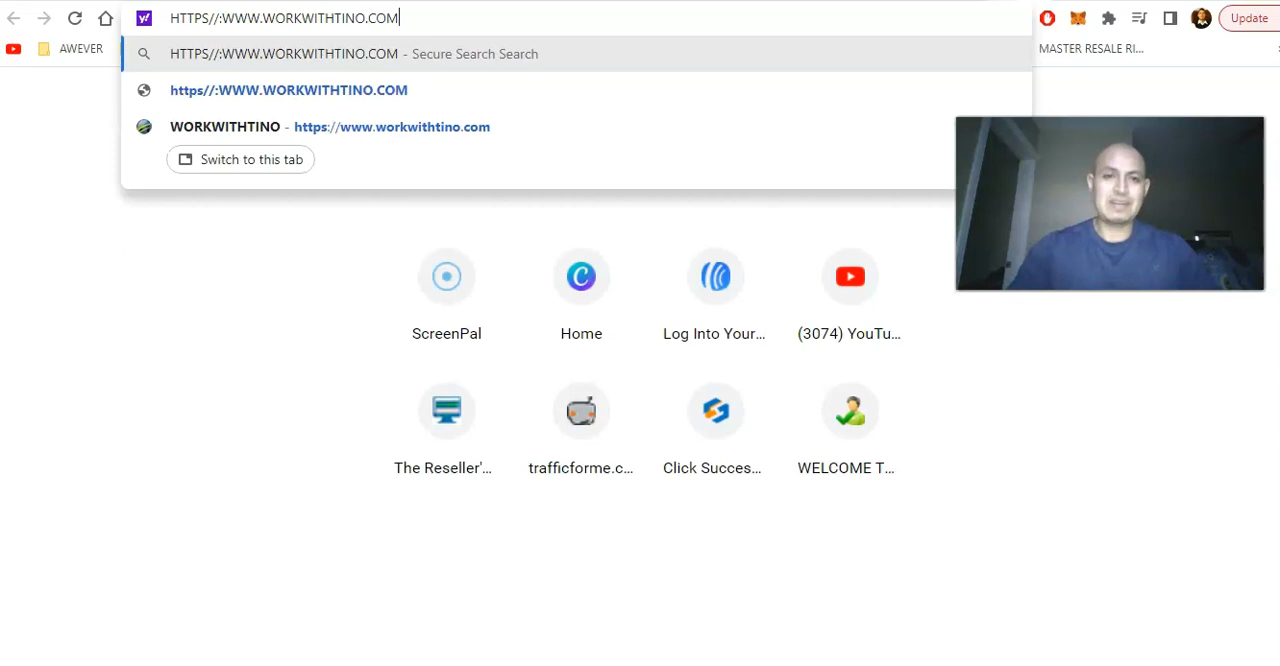 HTTPS//:WWW.WORKWITHTINO.COM
Update
HTTPS//:WWW.WORKWITHTINO.COM - Secure Search Search
AWEVER
MASTER RESALE RI...
https//:WWW.WORKWITHTINO.COM
WORKWITHTINO - https://www.workwithtino.com
Switch to this tab
ScreenPal
Home
Log Into Your...
(3074) YouTu...
The Reseller'...
trafficforme.c...
Click Succes...
WELCOME T...